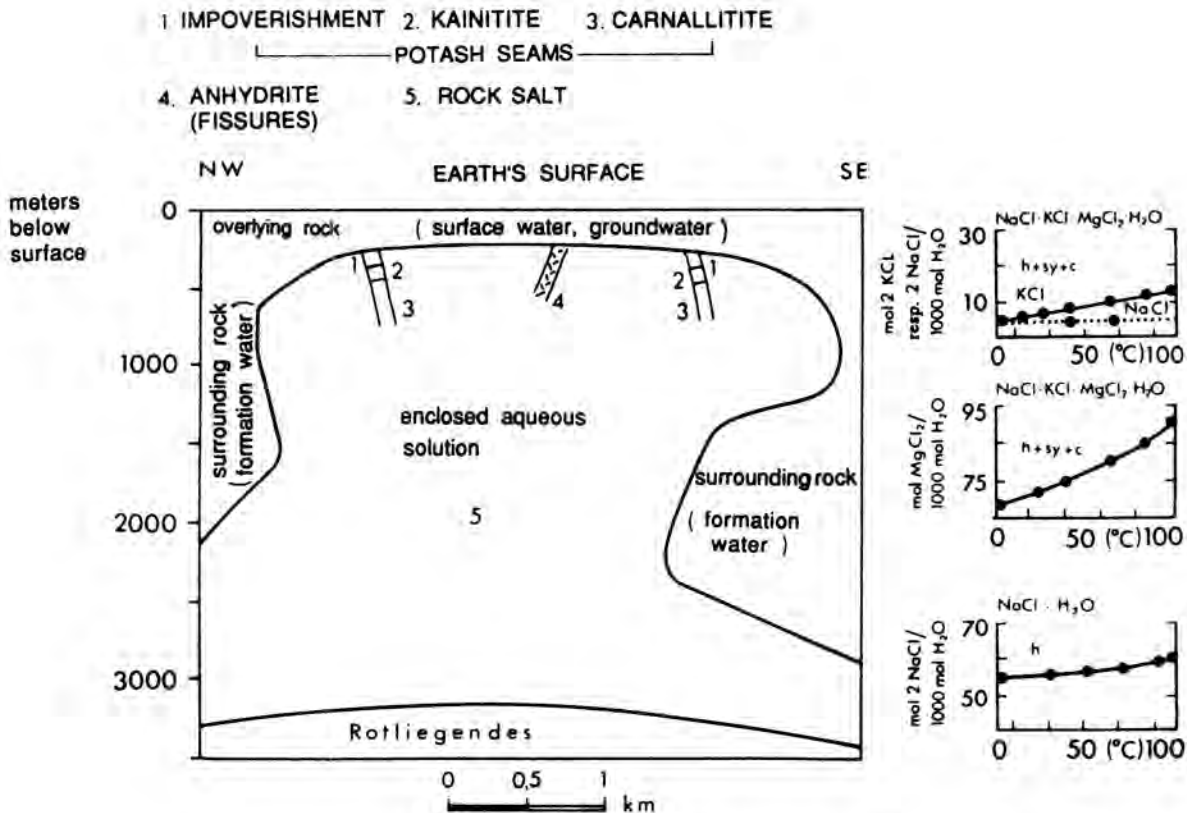 1 IMPOVERISHMENT 2. KAINITITE 3. CARNALLITITE
POTASH SEAMS
4. ANHYDRITE (FISSURES) 5. ROCK SALT
NW EARTH'S SURFACE SE
meters below surface
0
1000
2000
3000
overlying rock ( surface water, groundwater )
1 2 3
4
1 2 3
surrounding rock
( formation water )
enclosed aqueous
solution
5
surrounding rock
( formation
water )
Rotliegendes
0 0,5 1
km
NaCl·KCl·MgCl₂·H₂O
mol 2 KCL
resp. 2 NaCl/
1000 mol H₂O
30
10
h+sy+c
KCl
NaCl
0 50 (°C) 100
NaCl·KCl·MgCl₂ H₂O
mol MgCl₂/
1000 mol H₂O
95
75
h+sy+c
0 50 (°C) 100
NaCl · H₂O
mol 2 NaCl/
1000 mol H₂O
70
50
h
0 50 (°C) 100